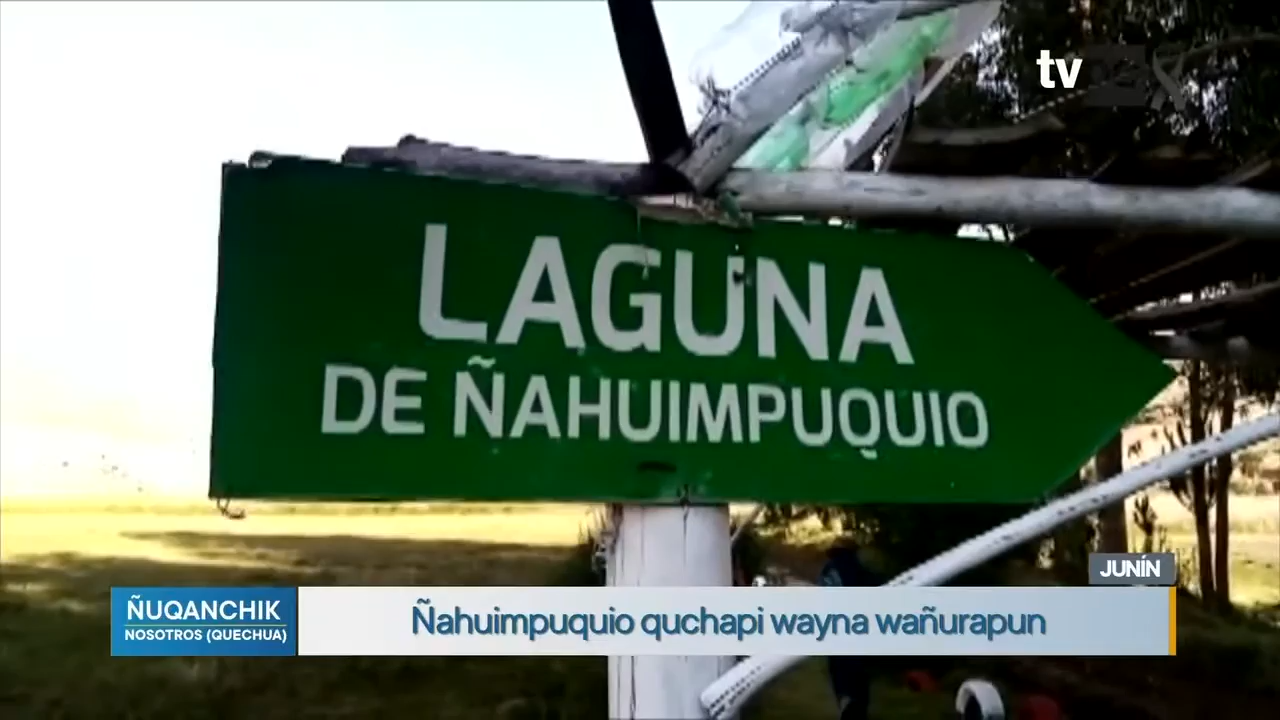 tv
LAGUNA
DE ÑAHUIMPUQUIO
JUNÍN
ÑUQANCHIK
NOSOTROS (QUECHUA)
Ñahuimpuquio quchapi wayna wañurapun